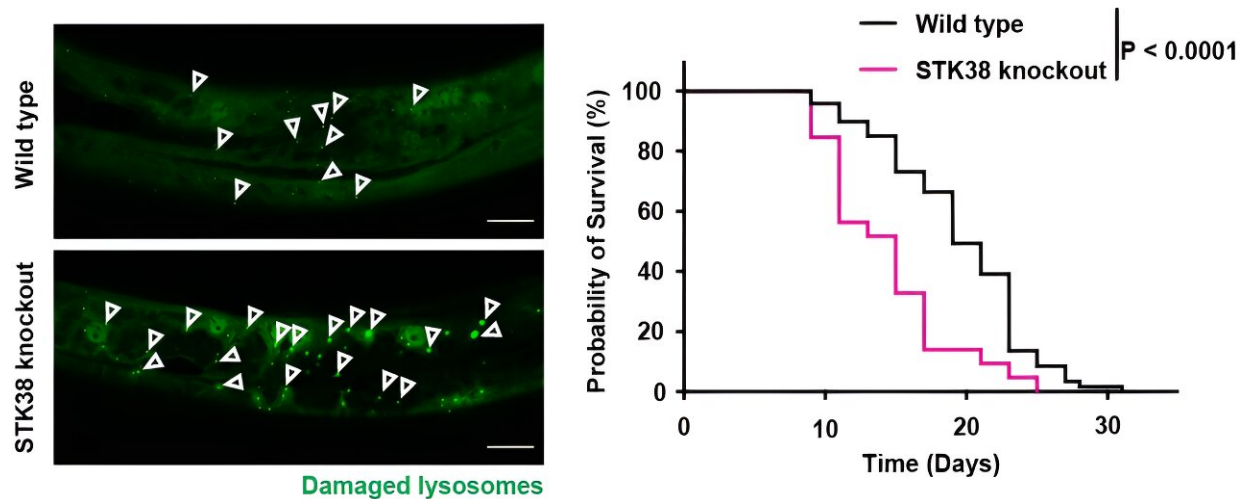 Wild type
STK38 knockout
Damaged lysosomes
Wild type
STK38 knockout
P < 0.0001
Probability of Survival (%)
100
80
60
40
20
0
0
10
20
30
Time (Days)